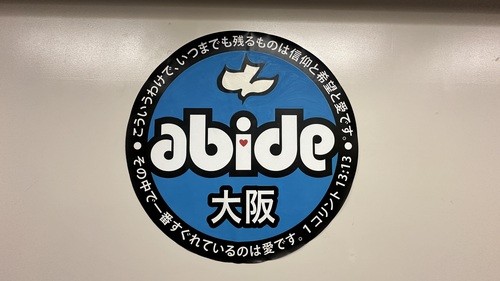 こういうわけで、いつまでも残るものは信仰と希望と愛です。
abide
大阪
その中で一番すぐれているのは愛です。1コリント13:13